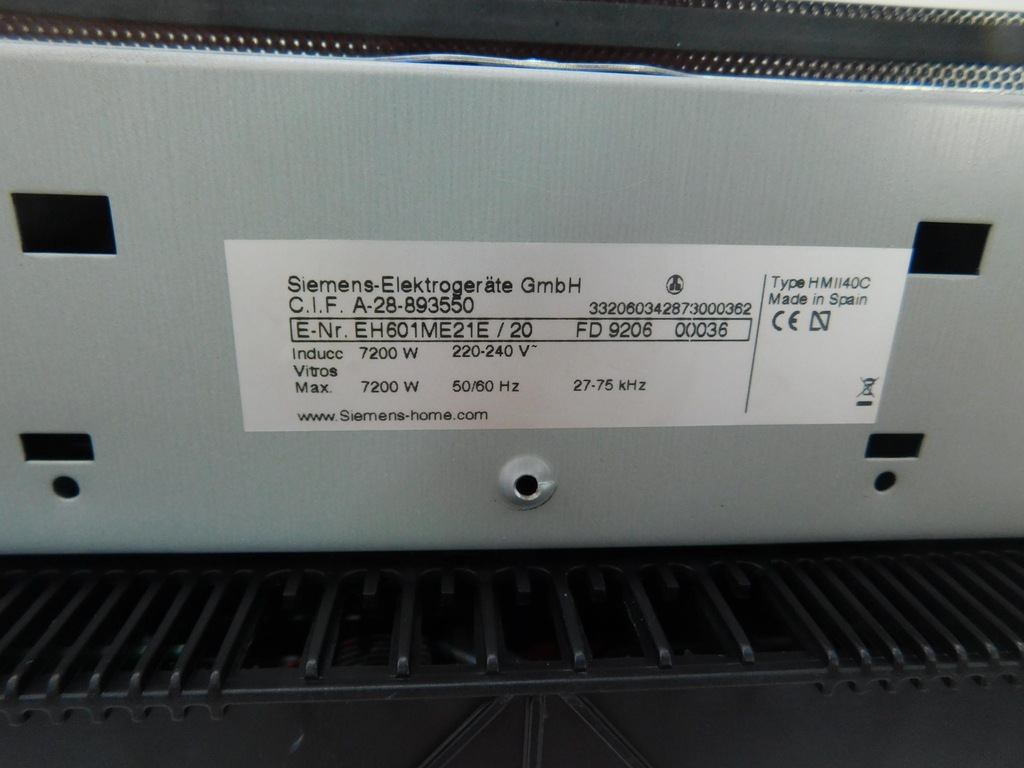 Siemens-Elektrogeräte GmbH
C.I.F. A-28-893550
332060342873000362
E-Nr. EH601ME21E / 20 FD 9206 00036
Inducc 7200 W 220-240 V~
Vitros
Max. 7200 W 50/60 Hz 27-75 kHz
www.Siemens-home.com
Type HMII40C
Made in Spain
CE